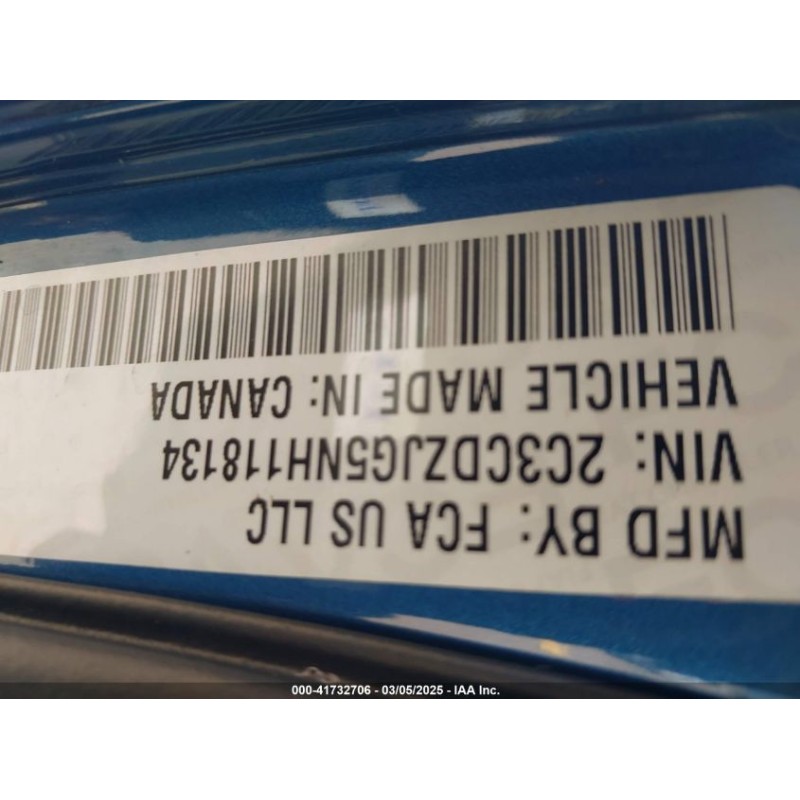 MFD BY: FCA US LLC
VIN: 2C3CDZJG5NH118134
VEHICLE MADE IN: CANADA
000-41732706 - 03/05/2025 - IAA Inc.